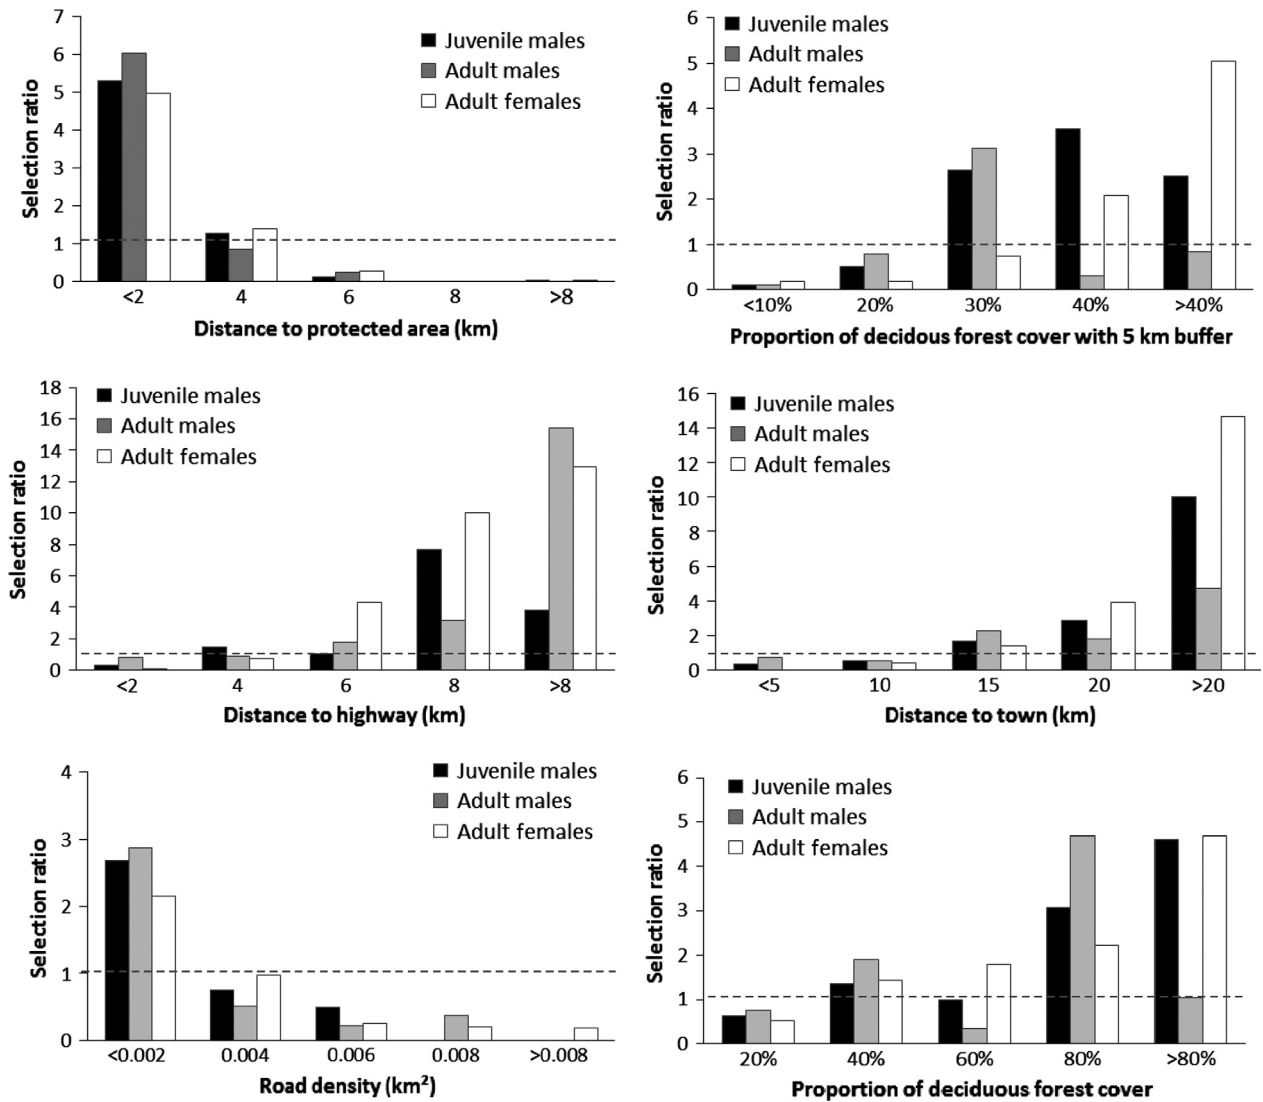 7
6
5
4
3
2
1
0
Selection ratio
Juvenile males
Adult males
Adult females
<2 4 6 8 >8
Distance to protected area (km)
6
5
4
3
2
1
0
Selection ratio
Juvenile males
Adult males
Adult females
<10% 20% 30% 40% >40%
Proportion of decidous forest cover with 5 km buffer
18
16
14
12
10
8
6
4
2
0
Selection ratio
Juvenile males
Adult males
Adult females
<2 4 6 8 >8
Distance to highway (km)
16
14
12
10
8
6
4
2
0
Selection ratio
Juvenile males
Adult males
Adult females
<5 10 15 20 >20
Distance to town (km)
4
3
2
1
0
Selection ratio
Juvenile males
Adult males
Adult females
<0.002 0.004 0.006 0.008 >0.008
Road density (km²)
6
5
4
3
2
1
0
Selection ratio
Juvenile males
Adult males
Adult females
20% 40% 60% 80% >80%
Proportion of deciduous forest cover